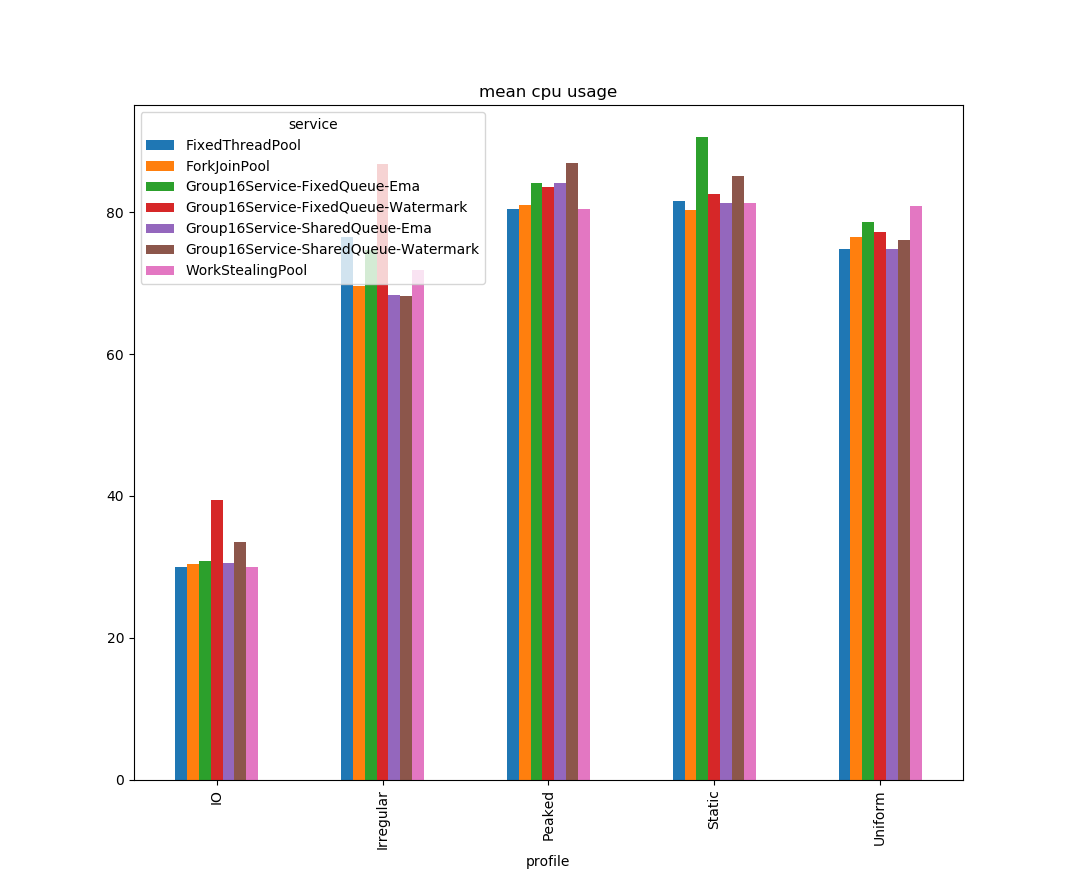 mean cpu usage
service
FixedThreadPool
ForkJoinPool
Group16Service-FixedQueue-Ema
Group16Service-FixedQueue-Watermark
Group16Service-SharedQueue-Ema
Group16Service-SharedQueue-Watermark
WorkStealingPool
80
60
40
20
0
IO
Irregular
Peaked
Static
Uniform
profile